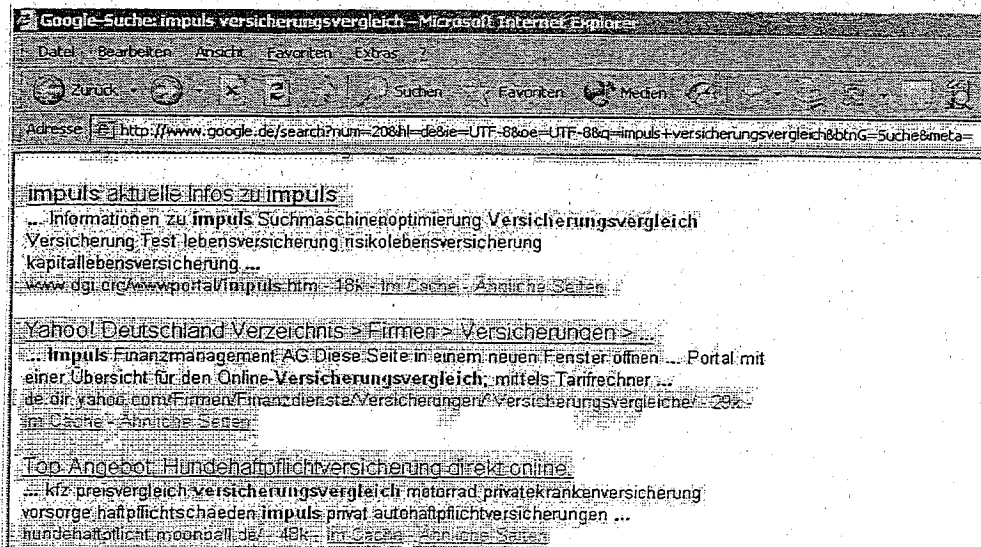 Google-Suche: impuls versicherungsvergleich - Microsoft Internet Explorer
Datei Bearbeiten Ansicht Favoriten Extras ?
Zurück Suchen Favoriten Medien
Adresse http://www.google.de/search?num=20&hl=de&ie=UTF-8&oe=UTF-8&q=impuls+versicherungsvergleich&btnG=Suche&meta=
impuls aktuelle Infos zu impuls
... Informationen zu impuls Suchmaschinenoptimierung Versicherungsvergleich
Versicherung Test lebensversicherung risikolebensversicherung
kapitallebensversicherung ...
www.dgi.org/wwwportal/impuls.htm - 18k - Im Cache - Ähnliche Seiten
Yahoo! Deutschland Verzeichnis > Firmen > Versicherungen > ...
... Impuls Finanzmanagement AG Diese Seite in einem neuen Fenster öffnen ... Portal mit
einer Übersicht für den Online-Versicherungsvergleich, mittels Tarifrechner ...
de.dir.yahoo.com/Firmen/Finanzdienste/Versicherungen/ Versicherungsvergleiche/ - 29k -
Im Cache - Ähnliche Seiten
Top Angebot: Hundehaftpflichtversicherung direkt online
... kfz preisvergleich versicherungsvergleich motorrad privatekrankenversicherung
vorsorge haftpflichtschaeden impuls privat autohaftpflichtversicherungen ...
hundehaftpflicht.moonball.de/ - 48k - Im Cache - Ähnliche Seiten